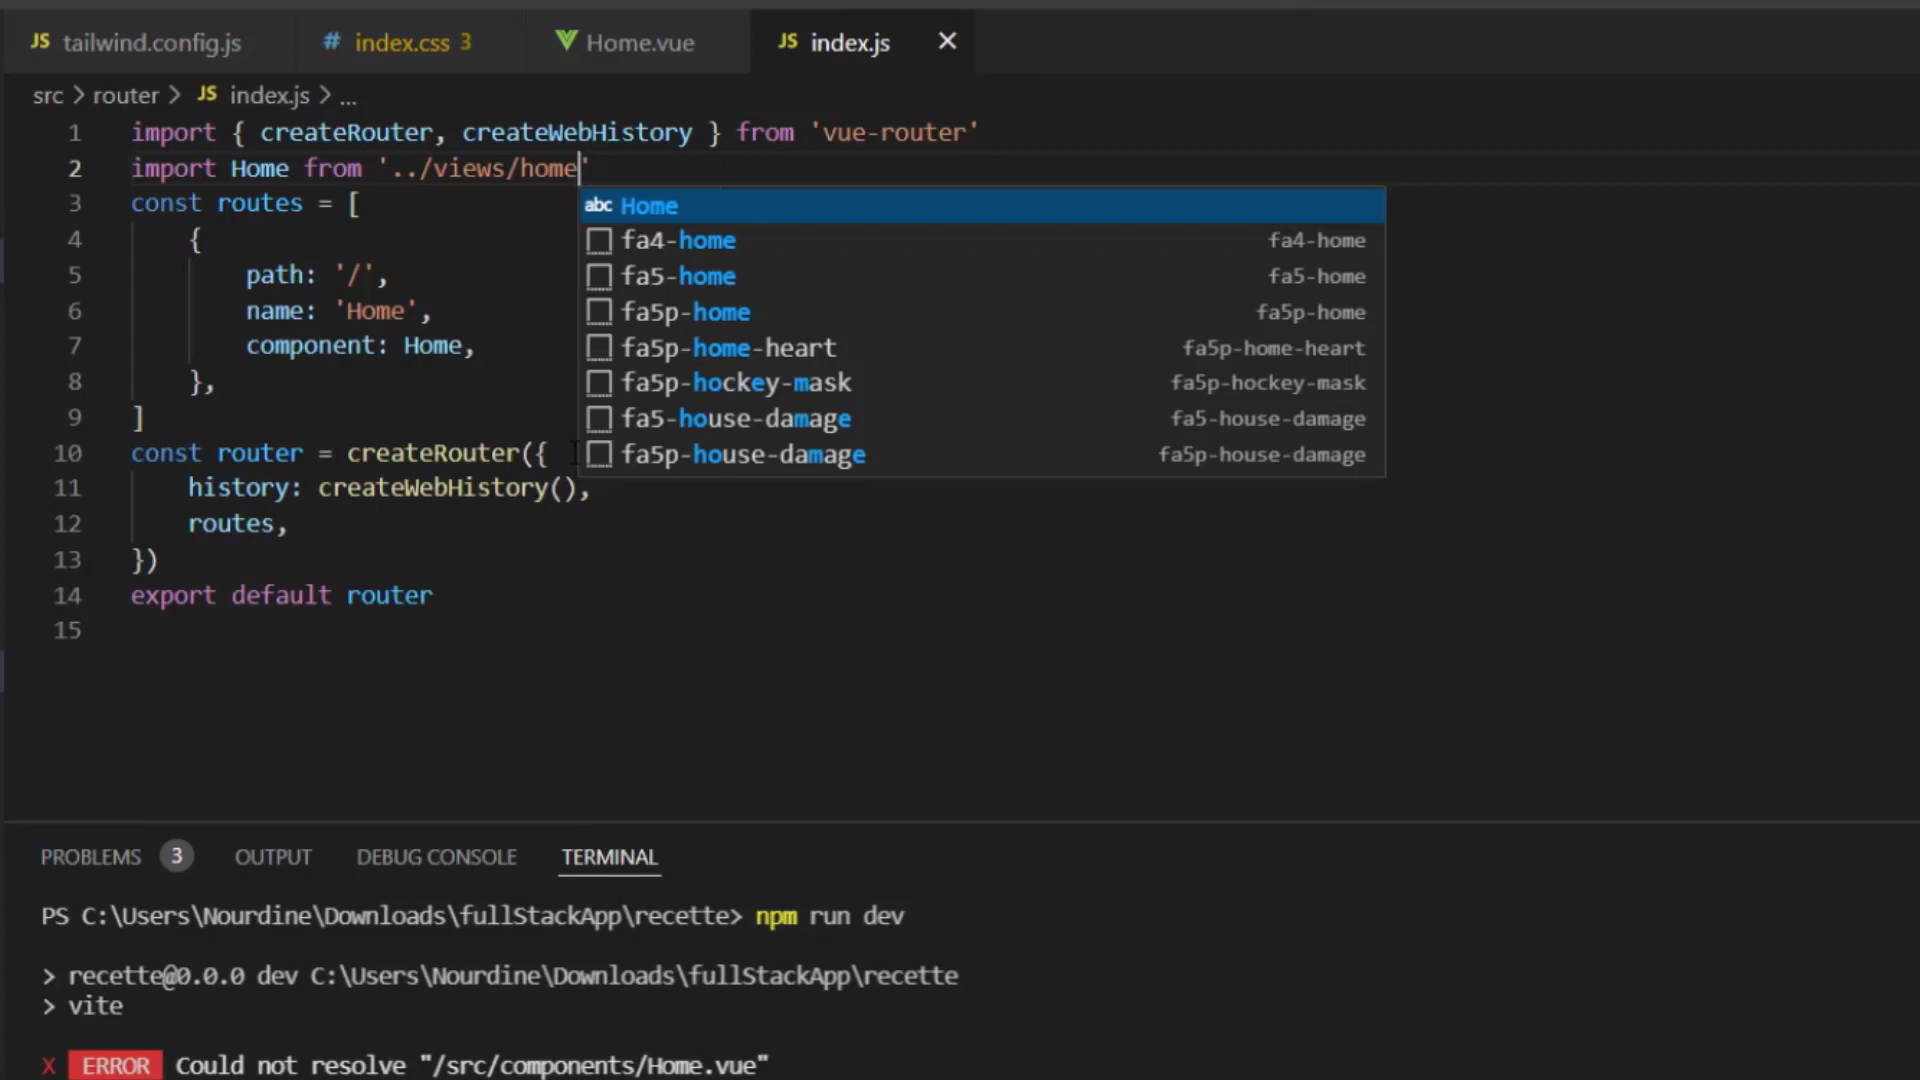 JS tailwind.config.js # index.css 3 Home.vue JS index.js ×
src > router > JS index.js > ...
1 import { createRouter, createWebHistory } from 'vue-router'
2 import Home from '../views/home'
3 const routes = [
4 {
5 path: '/',
6 name: 'Home',
7 component: Home,
8 },
9 ]
10 const router = createRouter({
11 history: createWebHistory(),
12 routes,
13 })
14 export default router
15
abc Home
fa4-home fa4-home
fa5-home fa5-home
fa5p-home fa5p-home
fa5p-home-heart fa5p-home-heart
fa5p-hockey-mask fa5p-hockey-mask
fa5-house-damage fa5-house-damage
fa5p-house-damage fa5p-house-damage
PROBLEMS 3 OUTPUT DEBUG CONSOLE TERMINAL
PS C:\Users\Nourdine\Downloads\fullStackApp\recette> npm run dev
> recette@0.0.0 dev C:\Users\Nourdine\Downloads\fullStackApp\recette
> vite
X ERROR Could not resolve "/src/components/Home.vue"